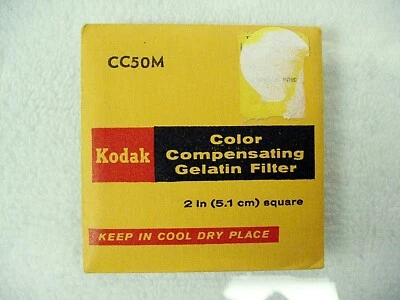 CC50M
Kodak
Color
Compensating
Gelatin Filter
2 in (5.1 cm) square
KEEP IN COOL DRY PLACE